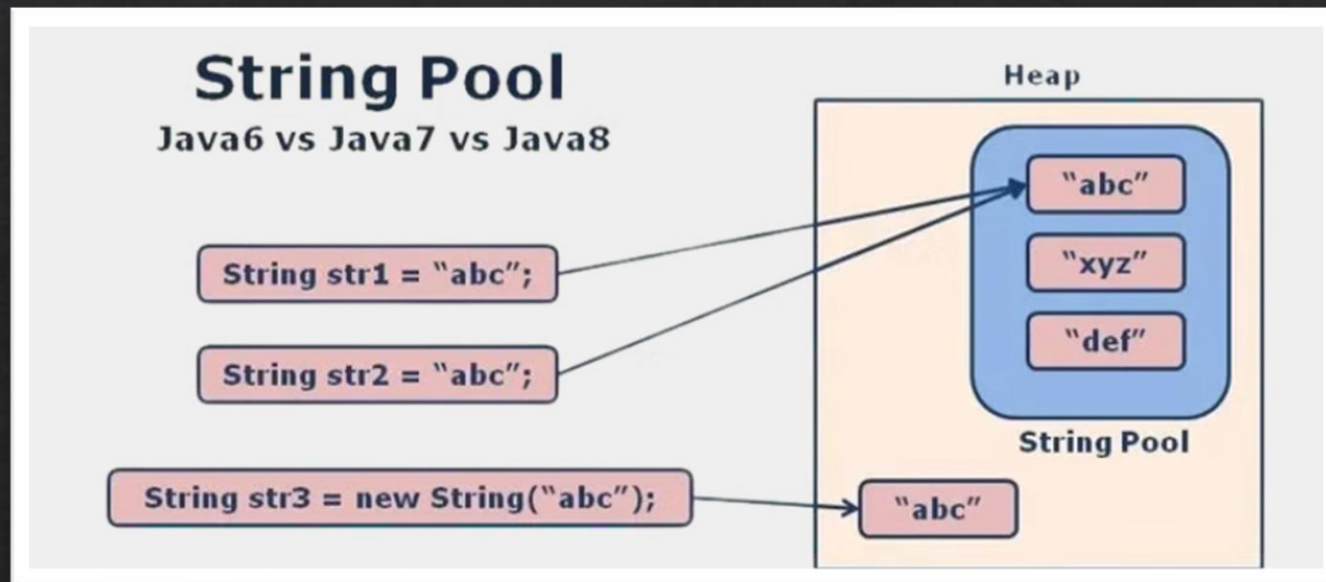 String Pool
Java6 vs Java7 vs Java8
Heap
"abc"
"xyz"
"def"
String Pool
String str1 = "abc";
String str2 = "abc";
String str3 = new String("abc");
"abc"